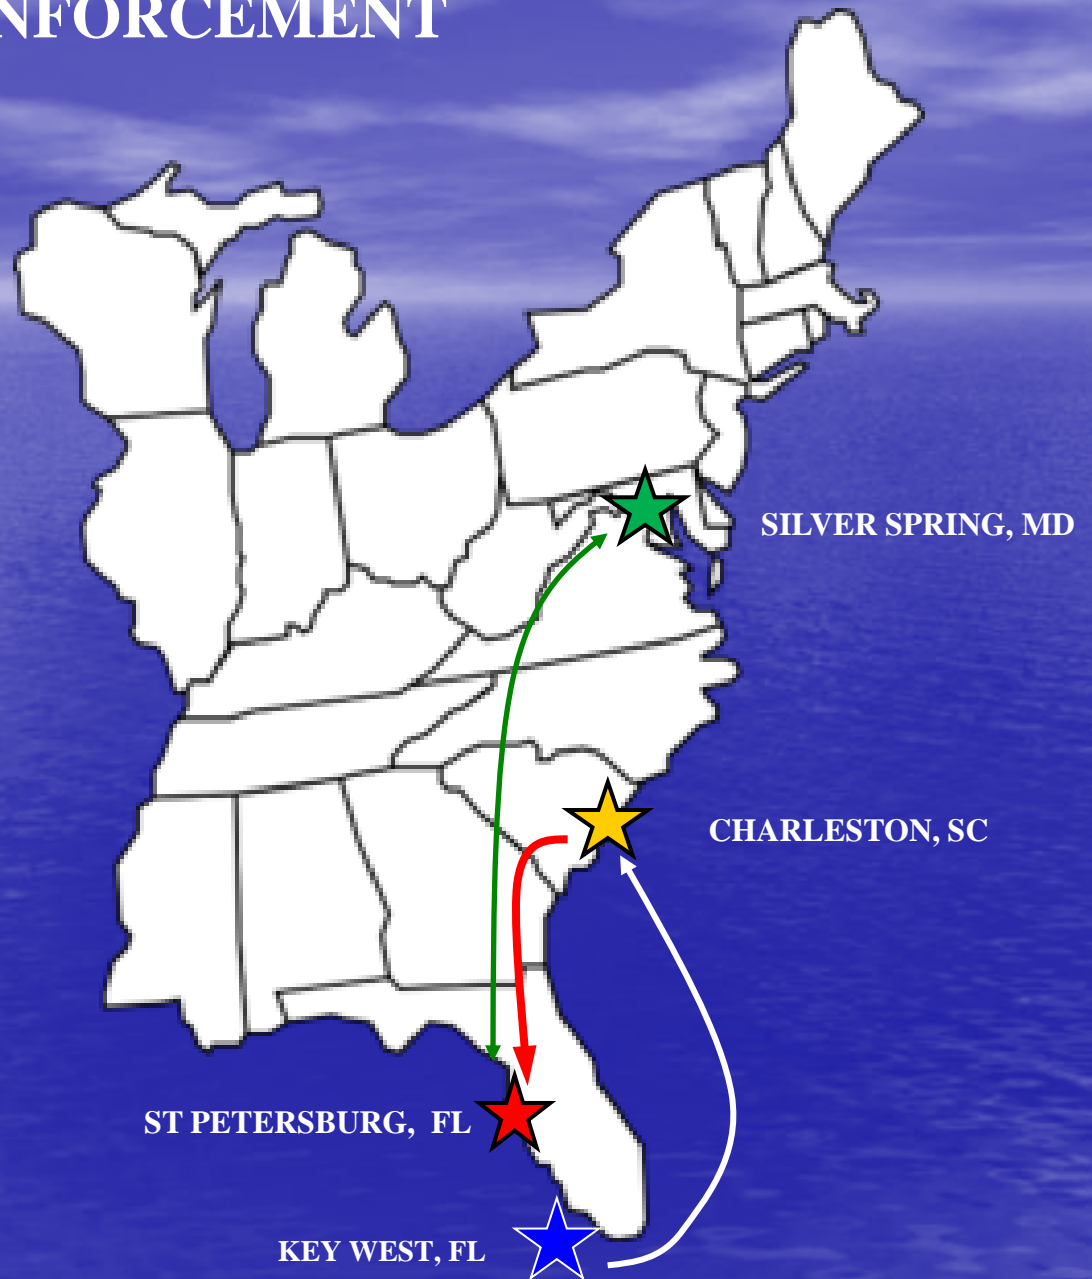 NFORCEMENT
SILVER SPRING, MD
CHARLESTON, SC
ST PETERSBURG, FL
KEY WEST, FL